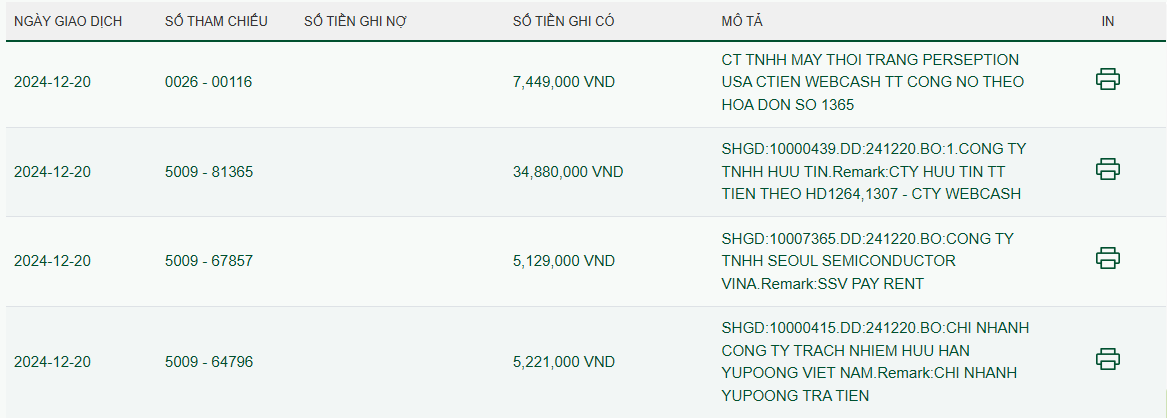 NGÀY GIAO DỊCH SỐ THAM CHIẾU SỐ TIỀN GHI NỢ SỐ TIỀN GHI CÓ MÔ TẢ IN
CT TNHH MAY THOI TRANG PERSEPTION
2024-12-20 0026 - 00116 7,449,000 VND USA CTIEN WEBCASH TT CONG NO THEO
HOA DON SO 1365
SHGD:10000439.DD:241220.BO:1.CONG TY
2024-12-20 5009 - 81365 34,880,000 VND TNHH HUU TIN.Remark:CTY HUU TIN TT
TIEN THEO HD1264,1307 - CTY WEBCASH
SHGD:10007365.DD:241220.BO:CONG TY
2024-12-20 5009 - 67857 5,129,000 VND TNHH SEOUL SEMICONDUCTOR
VINA.Remark:SSV PAY RENT
SHGD:10000415.DD:241220.BO:CHI NHANH
CONG TY TRACH NHIEM HUU HAN
2024-12-20 5009 - 64796 5,221,000 VND YUPOONG VIET NAM.Remark:CHI NHANH
YUPOONG TRA TIEN